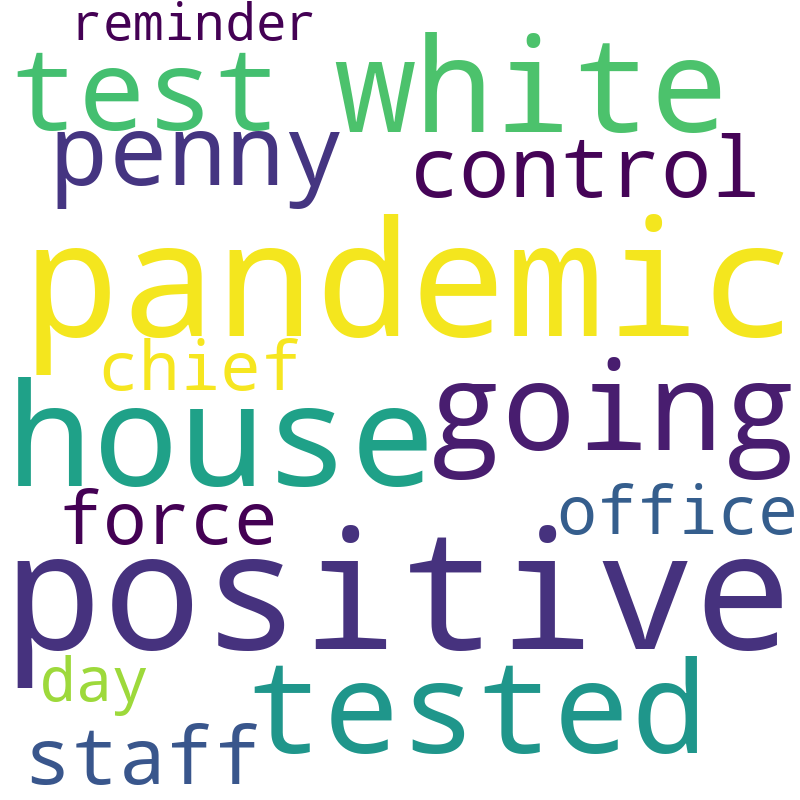 reminder
test white
penny control
pandemic
chief
house going
force office
positive
day tested
staff